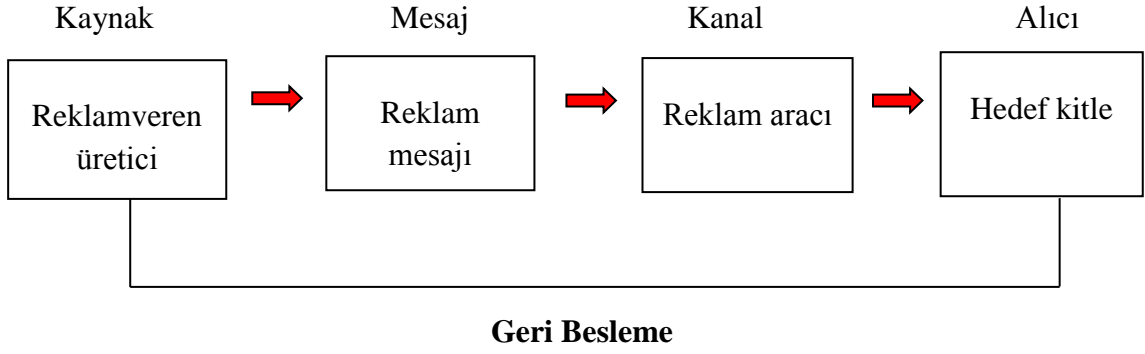 Kaynak
Mesaj
Kanal
Alıcı
Reklamveren
üretici
Reklam
mesajı
Reklam aracı
Hedef kitle
Geri Besleme